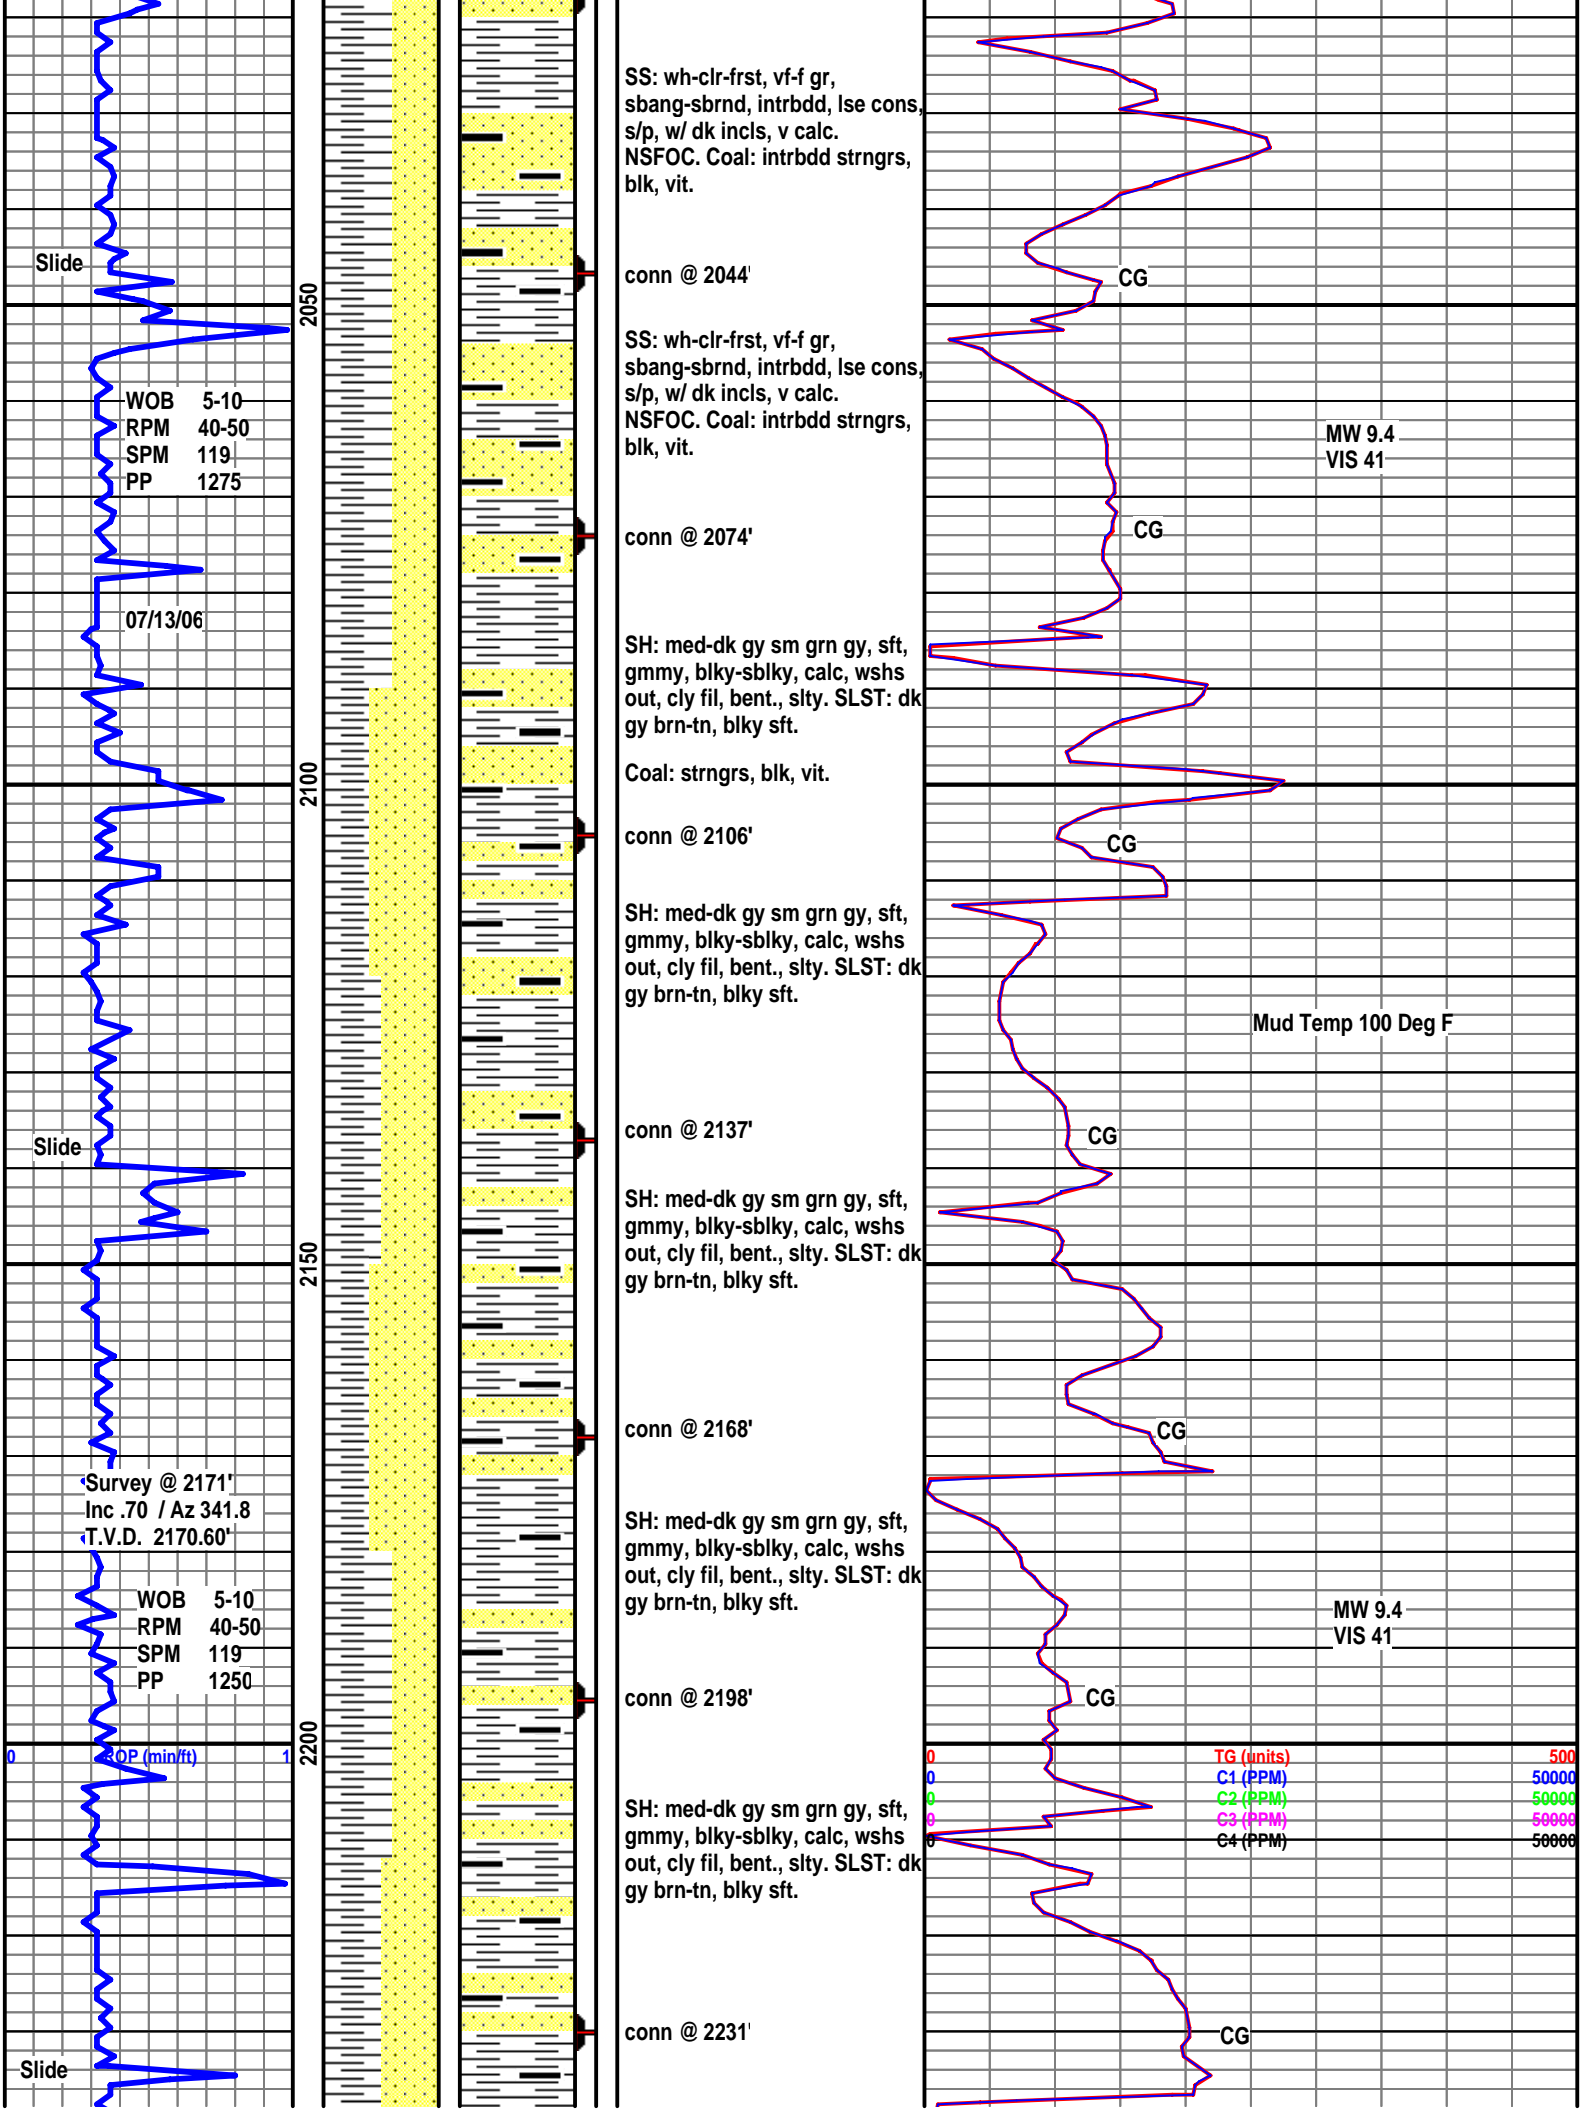 SS: wh-clr-frst, vf-f gr,
sbang-sbrnd, intrbdd, lse cons,
s/p, w/ dk incls, v calc.
NSFOC. Coal: intrbdd strngrs,
blk, vit.
Slide
conn @ 2044'
CG
2050
SS: wh-clr-frst, vf-f gr,
sbang-sbrnd, intrbdd, lse cons,
s/p, w/ dk incls, v calc.
NSFOC. Coal: intrbdd strngrs,
blk, vit.
WOB 5-10
RPM 40-50
SPM 119
PP 1275
MW 9.4
VIS 41
conn @ 2074'
CG
07/13/06
SH: med-dk gy sm grn gy, sft,
gmmy, blky-sblky, calc, wshs
out, cly fil, bent., slty. SLST: dk
gy brn-tn, blky sft.
2100
Coal: strngrs, blk, vit.
conn @ 2106'
CG
SH: med-dk gy sm grn gy, sft,
gmmy, blky-sblky, calc, wshs
out, cly fil, bent., slty. SLST: dk
gy brn-tn, blky sft.
Mud Temp 100 Deg F
conn @ 2137'
CG
Slide
SH: med-dk gy sm grn gy, sft,
gmmy, blky-sblky, calc, wshs
out, cly fil, bent., slty. SLST: dk
gy brn-tn, blky sft.
2150
conn @ 2168'
CG
Survey @ 2171'
Inc .70 / Az 341.8
T.V.D. 2170.60'
SH: med-dk gy sm grn gy, sft,
gmmy, blky-sblky, calc, wshs
out, cly fil, bent., slty. SLST: dk
gy brn-tn, blky sft.
WOB 5-10
RPM 40-50
SPM 119
PP 1250
MW 9.4
VIS 41
conn @ 2198'
CG
2200
0 ROP (min/ft) 1
0 TG (units) 500
0 C1 (PPM) 50000
0 C2 (PPM) 50000
0 C3 (PPM) 50000
0 C4 (PPM) 50000
SH: med-dk gy sm grn gy, sft,
gmmy, blky-sblky, calc, wshs
out, cly fil, bent., slty. SLST: dk
gy brn-tn, blky sft.
conn @ 2231'
CG
Slide